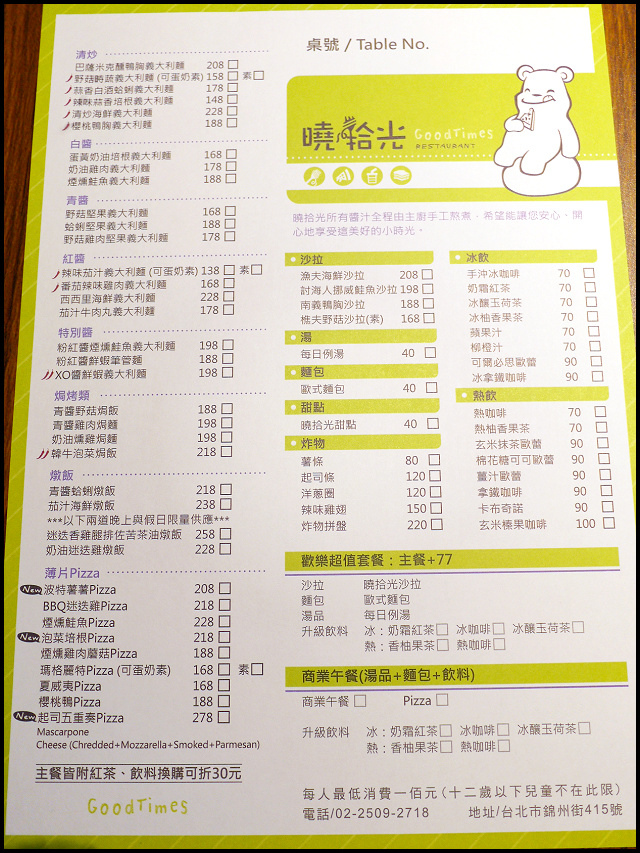 清炒
巴薩米克醺鴨胸義大利麵 208
野菇時蔬義大利麵 (可蛋奶素) 158 素
蒜香白酒蛤蜊義大利麵 178
辣味蒜香培根義大利麵 148
清炒海鮮義大利麵 228
櫻桃鴨胸義大利麵 188
白醬
蛋黃奶油培根義大利麵 168
奶油雞肉義大利麵 178
煙燻鮭魚義大利麵 188
青醬
野菇堅果義大利麵 168
蛤蜊堅果義大利麵 188
野菇雞肉堅果義大利麵 178
紅醬
辣味茄汁義大利麵 (可蛋奶素) 138 素
番茄辣味雞肉義大利麵 168
西西里海鮮義大利麵 228
茄汁牛肉丸義大利麵 178
特別醬
粉紅醬煙燻鮭魚義大利麵 198
粉紅醬鮮蝦筆管麵 188
XO醬鮮蝦義大利麵 198
焗烤類
青醬野菇焗飯 188
青醬雞肉焗麵 198
奶油燻雞焗麵 198
韓牛泡菜焗飯 218
燉飯
青醬蛤蜊燉飯 218
茄汁海鮮燉飯 238
***以下兩道晚上與假日限量供應***
迷迭香雞腿排佐苦茶油燉飯 258
奶油迷迭雞燉飯 228
薄片Pizza
New 波特薯薯Pizza 208
BBQ迷迭雞Pizza 218
煙燻鮭魚Pizza 228
New 泡菜培根Pizza 218
煙燻雞肉蘑菇Pizza 188
瑪格麗特Pizza (可蛋奶素) 168 素
夏威夷Pizza 168
櫻桃鴨Pizza 188
New 起司五重奏Pizza 278
Mascarpone
Cheese (Chredded+Mozzarella+Smoked+Parmesan)
主餐皆附紅茶、飲料換購可折30元
GoodTimes
桌號 / Table No.
曉拾光 GoodTimes
RESTAURANT
曉拾光所有醬汁全程由主廚手工熬煮，希望能讓您安心、開
心地享受這美好的小時光。
沙拉
漁夫海鮮沙拉 208
討海人挪威鮭魚沙拉 198
南義鴨胸沙拉 188
樵夫野菇沙拉(素) 168
湯
每日例湯 40
麵包
歐式麵包 40
甜點
曉拾光甜點 40
炸物
薯條 80
起司條 120
洋蔥圈 120
辣味雞翅 150
炸物拼盤 220
冰飲
手沖冰咖啡 70
奶霜紅茶 70
冰釀玉荷茶 70
冰柚香果茶 70
蘋果汁 70
柳橙汁 70
可爾必思歐蕾 90
冰拿鐵咖啡 90
熱飲
熱咖啡 70
熱柚香果茶 70
玄米抹茶歐蕾 90
棉花糖可可歐蕾 90
薑汁歐蕾 90
拿鐵咖啡 90
卡布奇諾 90
玄米榛果咖啡 100
歡樂超值套餐：主餐+77
沙拉 曉拾光沙拉
麵包 歐式麵包
湯品 每日例湯
升級飲料 冰：奶霜紅茶 冰咖啡 冰釀玉荷茶
熱：香柚果茶 熱咖啡
商業午餐(湯品+麵包+飲料)
商業午餐 Pizza
升級飲料 冰：奶霜紅茶 冰咖啡 冰釀玉荷茶
熱：香柚果茶 熱咖啡
每人最低消費一佰元 (十二歲以下兒童不在此限)
電話/02-2509-2718 地址/台北市錦州街415號